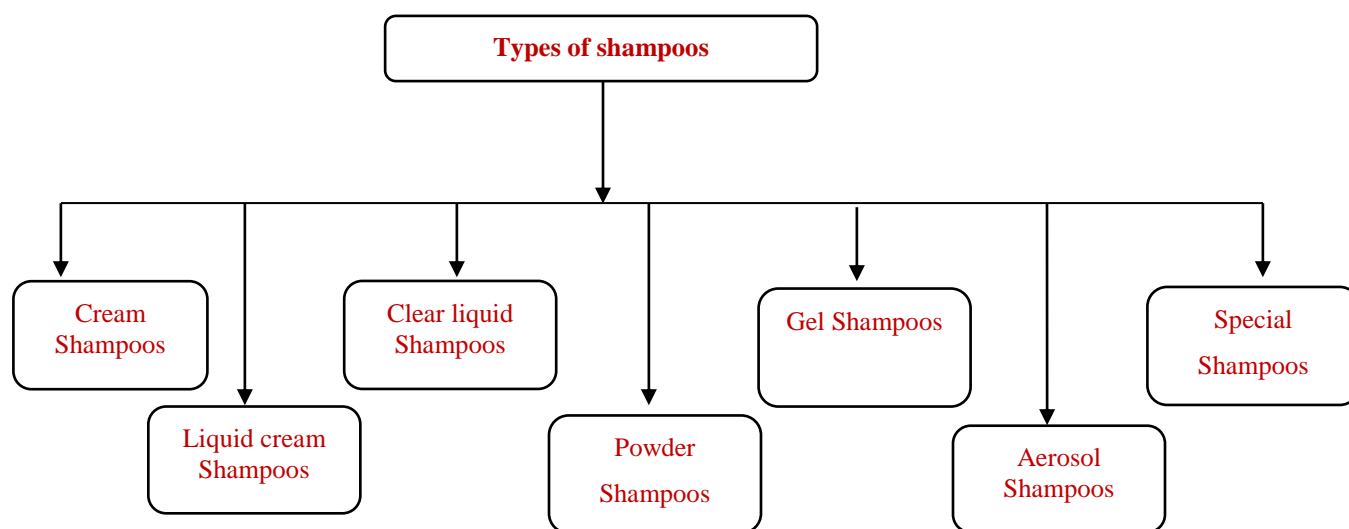 Types of shampoos
Cream
Shampoos
Liquid cream
Shampoos
Clear liquid
Shampoos
Powder
Shampoos
Gel Shampoos
Aerosol
Shampoos
Special
Shampoos